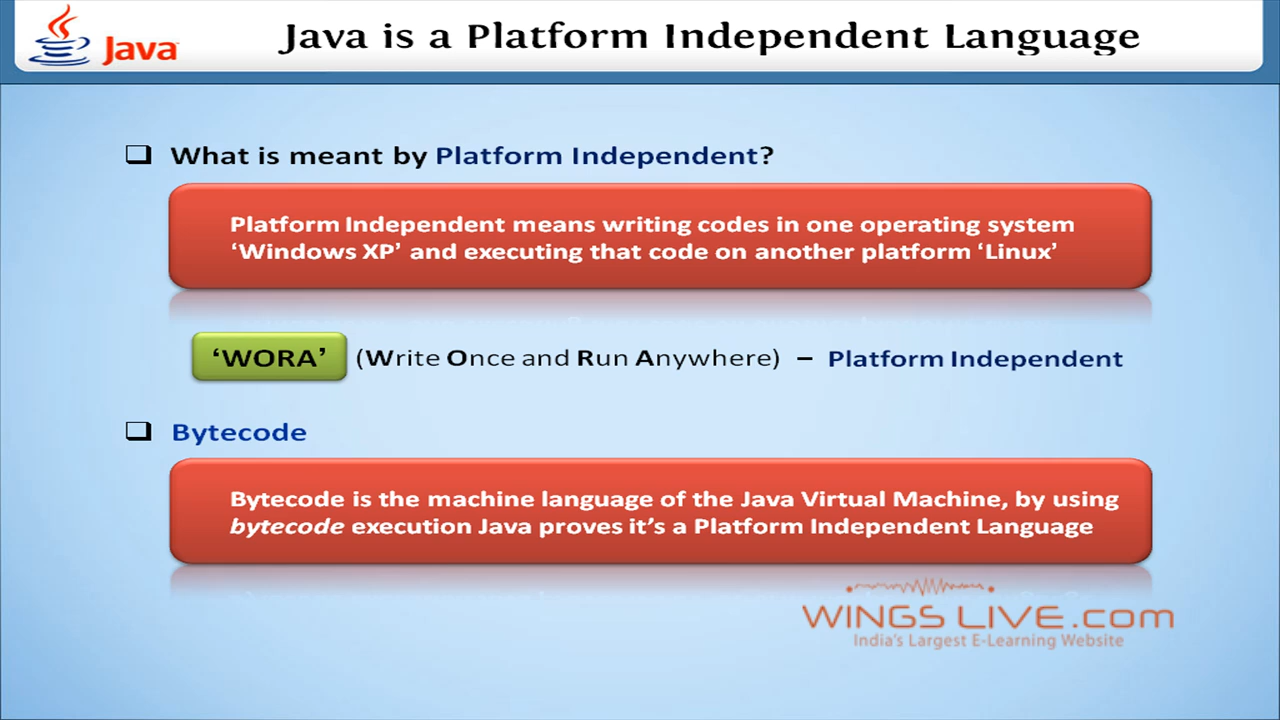 Java
Java is a Platform Independent Language
What is meant by Platform Independent?
Platform Independent means writing codes in one operating system
‘Windows XP’ and executing that code on another platform ‘Linux’
‘WORA’ (Write Once and Run Anywhere) – Platform Independent
Bytecode
Bytecode is the machine language of the Java Virtual Machine, by using
bytecode execution Java proves it’s a Platform Independent Language
WINGS LIVE.com
India's Largest E-Learning Website